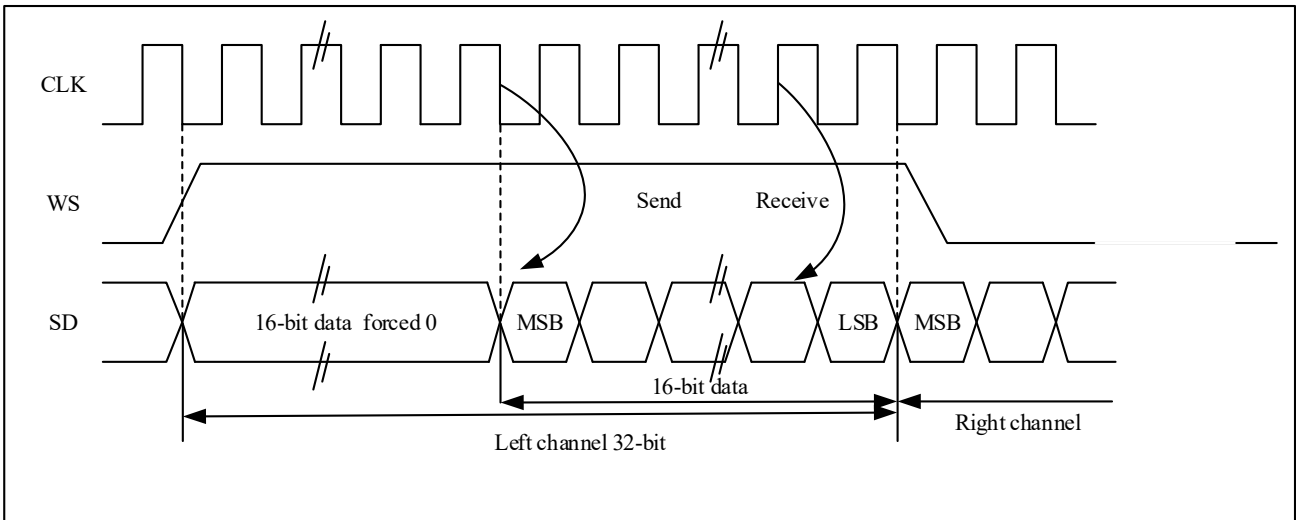 CLK
WS
Send
Receive
SD
16-bit data forced 0
MSB
LSB
MSB
16-bit data
Left channel 32-bit
Right channel